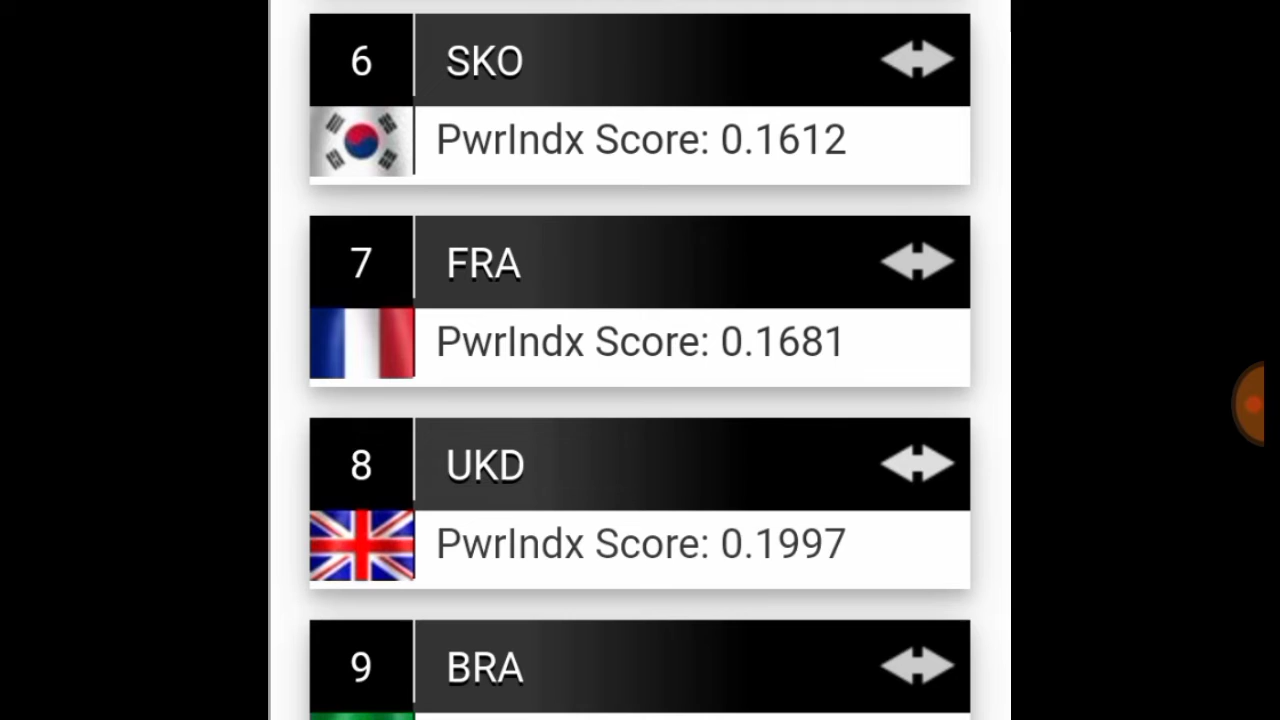 6 SKO
PwrIndx Score: 0.1612
7 FRA
PwrIndx Score: 0.1681
8 UKD
PwrIndx Score: 0.1997
9 BRA